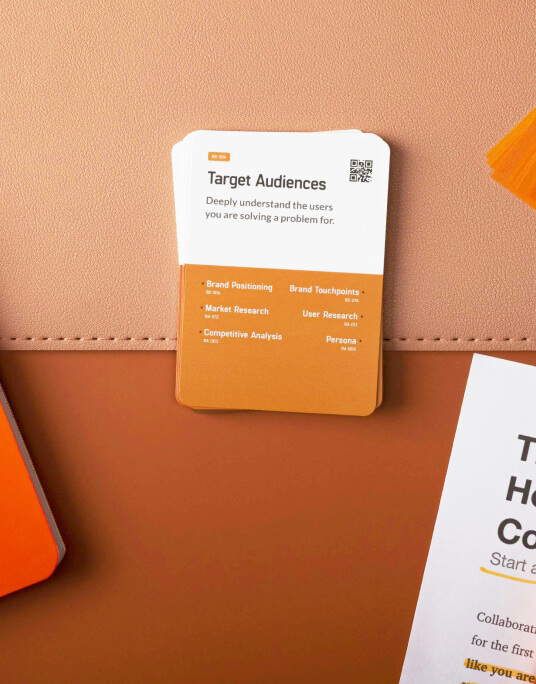 Target Audiences
Deeply understand the users
you are solving a problem for.
Brand Positioning
Brand Touchpoints
Market Research
User Research
Competitive Analysis
Persona
Start a
Collaborati
for the first
like you are